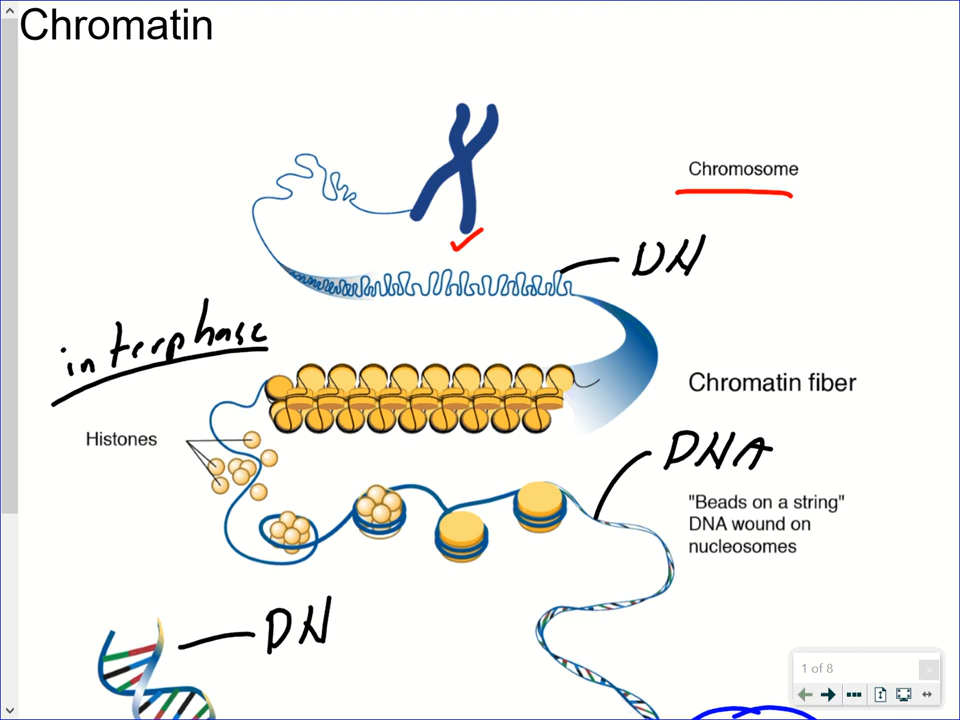 Chromatin
Chromosome
DN
interphase
Chromatin fiber
Histones
DNA
"Beads on a string"
DNA wound on
nucleosomes
DN
1 of 8